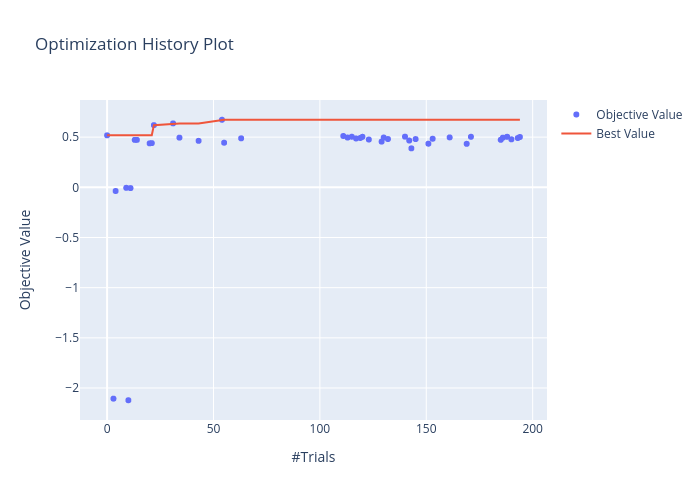 Optimization History Plot
Objective Value
Best Value
0.5
0
−0.5
−1
−1.5
−2
Objective Value
0
50
100
150
200
#Trials